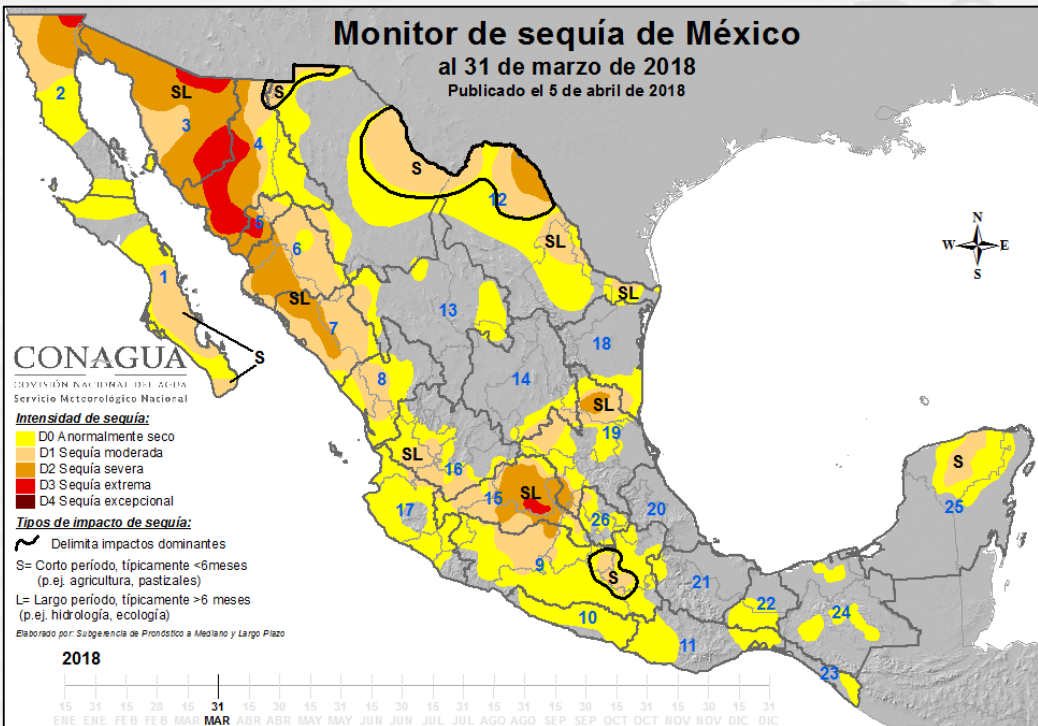 Monitor de sequía de México
al 31 de marzo de 2018
Publicado el 5 de abril de 2018
SL
S
2
3
4
S
12
5
SL
6
1
SL
SL
7
13
18
S
N
W E
S
CONAGUA
COMISIÓN NACIONAL DEL AGUA
Servicio Meteorológico Nacional
8
14
SL
19
Intensidad de sequía:
D0 Anormalmente seco
D1 Sequía moderada
D2 Sequía severa
D3 Sequía extrema
D4 Sequía excepcional
SL
16
15
SL
S
25
17
26
20
Tipos de impacto de sequía:
Delimita impactos dominantes
S= Corto período, típicamente <6meses
(p.ej. agricultura, pastizales)
L= Largo período, típicamente >6 meses
(p.ej. hidrología, ecología)
Elaborado por: Subgerencia de Pronóstico a Mediano y Largo Plazo
9
S
21
22
24
10
11
23
2018
15 31 15 28 15 31 15 30 15 31 15 30 15 31 15 31 15 30 15 31 15 30 15 31
ENE ENE FEB FEB MAR MAR ABR ABR MAY MAY JUN JUN JUL JUL AGO AGO SEP SEP OCT OCT NOV NOV DIC DIC